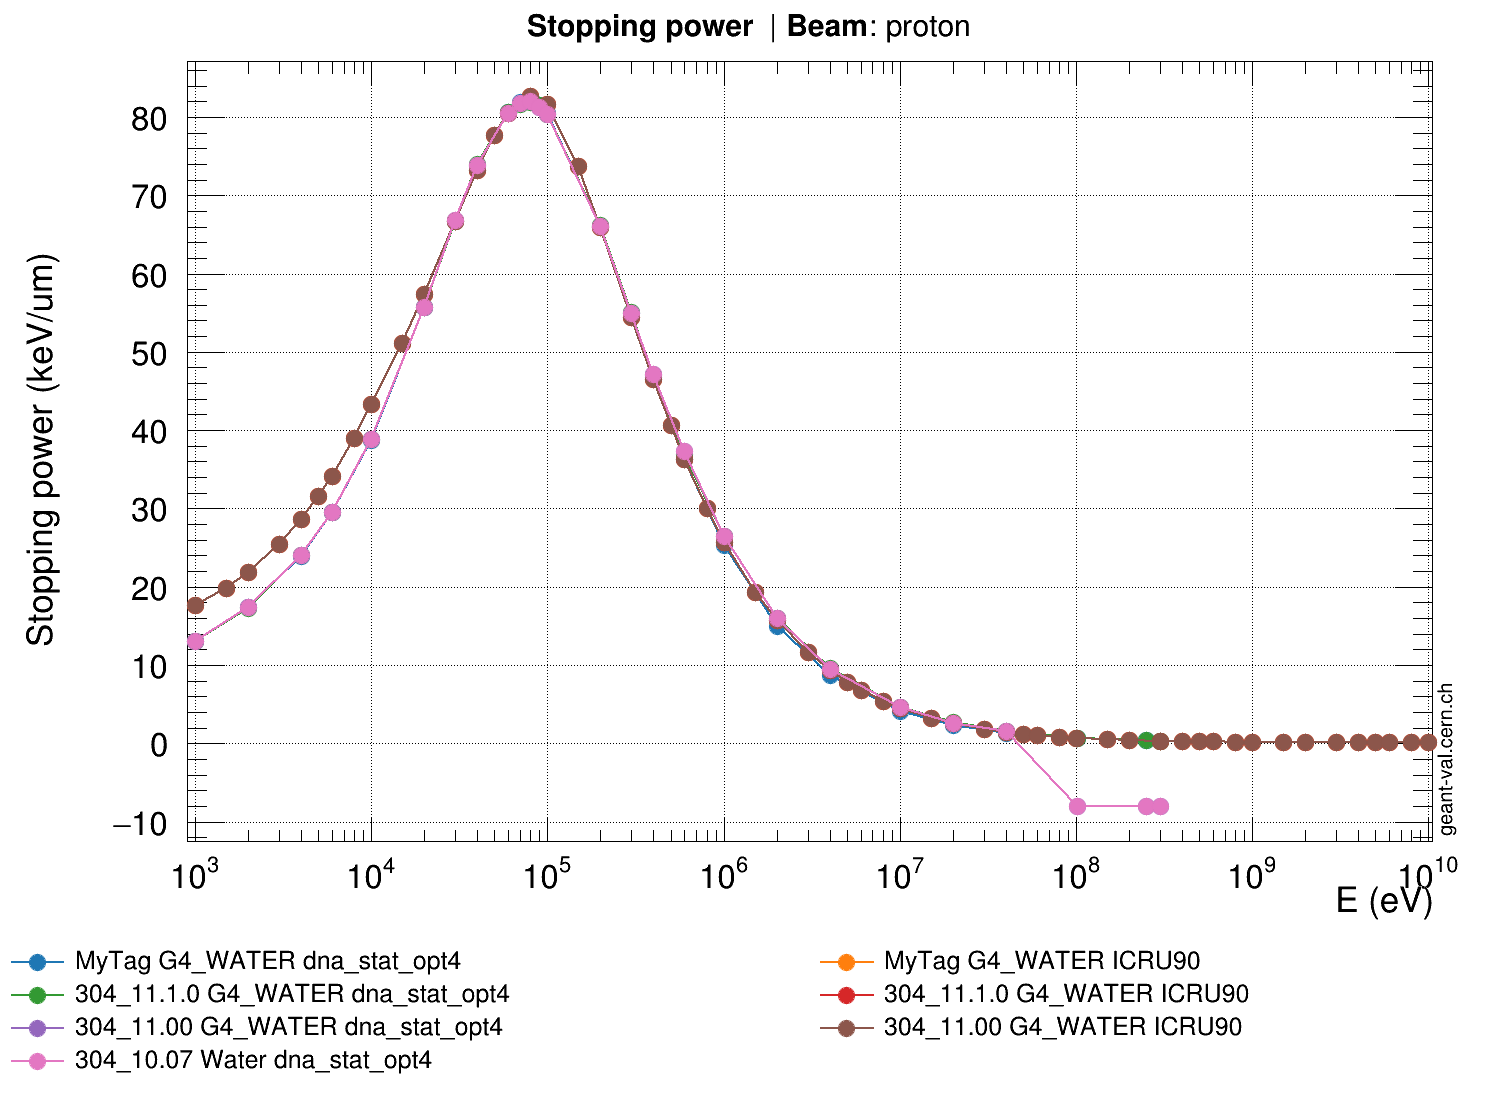 Stopping power | Beam: proton
Stopping power (keV/um)
80
70
60
50
40
30
20
10
0
−10
10³ 10⁴ 10⁵ 10⁶ 10⁷ 10⁸ 10⁹ 10¹⁰
E (eV)
geant-val.cern.ch
MyTag G4_WATER dna_stat_opt4
MyTag G4_WATER ICRU90
304_11.1.0 G4_WATER dna_stat_opt4
304_11.1.0 G4_WATER ICRU90
304_11.00 G4_WATER dna_stat_opt4
304_11.00 G4_WATER ICRU90
304_10.07 Water dna_stat_opt4